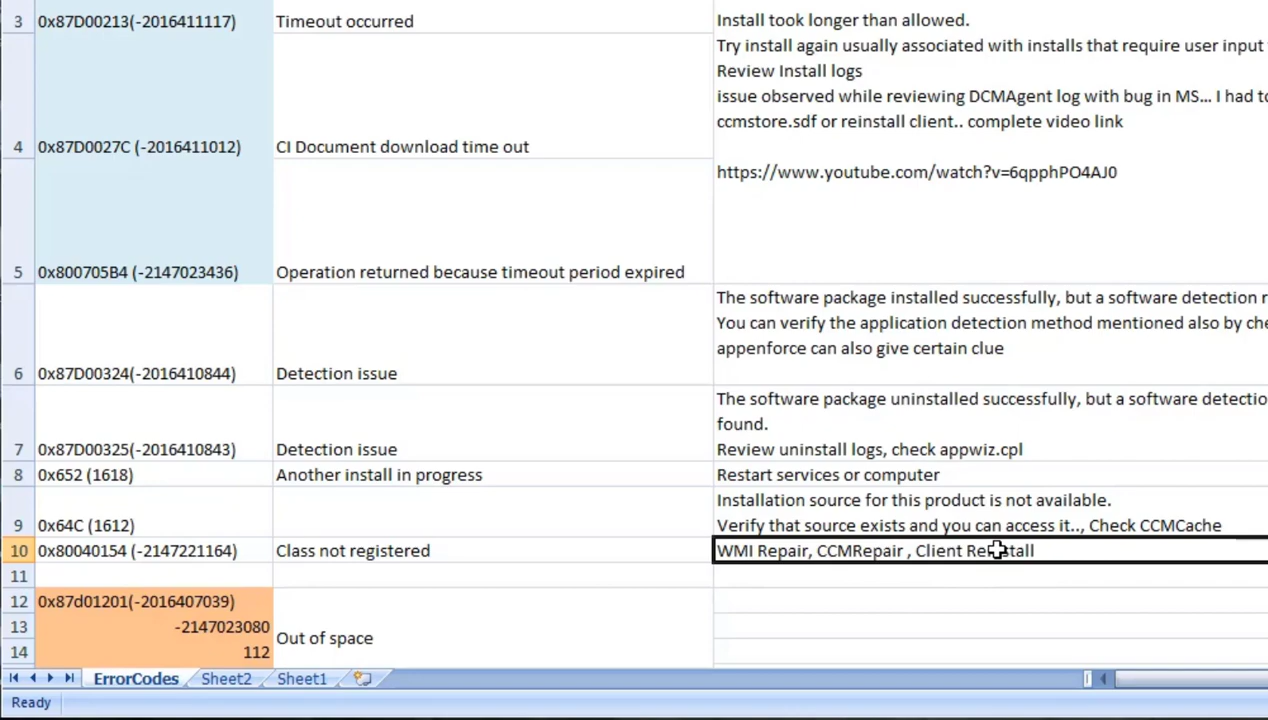 3 0x87D00213(-2016411117) Timeout occurred Install took longer than allowed.
Try install again usually associated with installs that require user input
Review Install logs
issue observed while reviewing DCMAgent log with bug in MS... I had to
ccmstore.sdf or reinstall client.. complete video link
4 0x87D0027C (-2016411012) CI Document download time out
https://www.youtube.com/watch?v=6qpphPO4AJ0
5 0x800705B4 (-2147023436) Operation returned because timeout period expired
The software package installed successfully, but a software detection r
You can verify the application detection method mentioned also by che
appenforce can also give certain clue
6 0x87D00324(-2016410844) Detection issue
The software package uninstalled successfully, but a software detectio
found.
7 0x87D00325(-2016410843) Detection issue Review uninstall logs, check appwiz.cpl
8 0x652 (1618) Another install in progress Restart services or computer
Installation source for this product is not available.
9 0x64C (1612) Verify that source exists and you can access it.., Check CCMCache
10 0x80040154 (-2147221164) Class not registered WMI Repair, CCMRepair , Client Reinstall
11
12 0x87d01201(-2016407039)
13 -2147023080 Out of space
14 112
ErrorCodes Sheet2 Sheet1
Ready